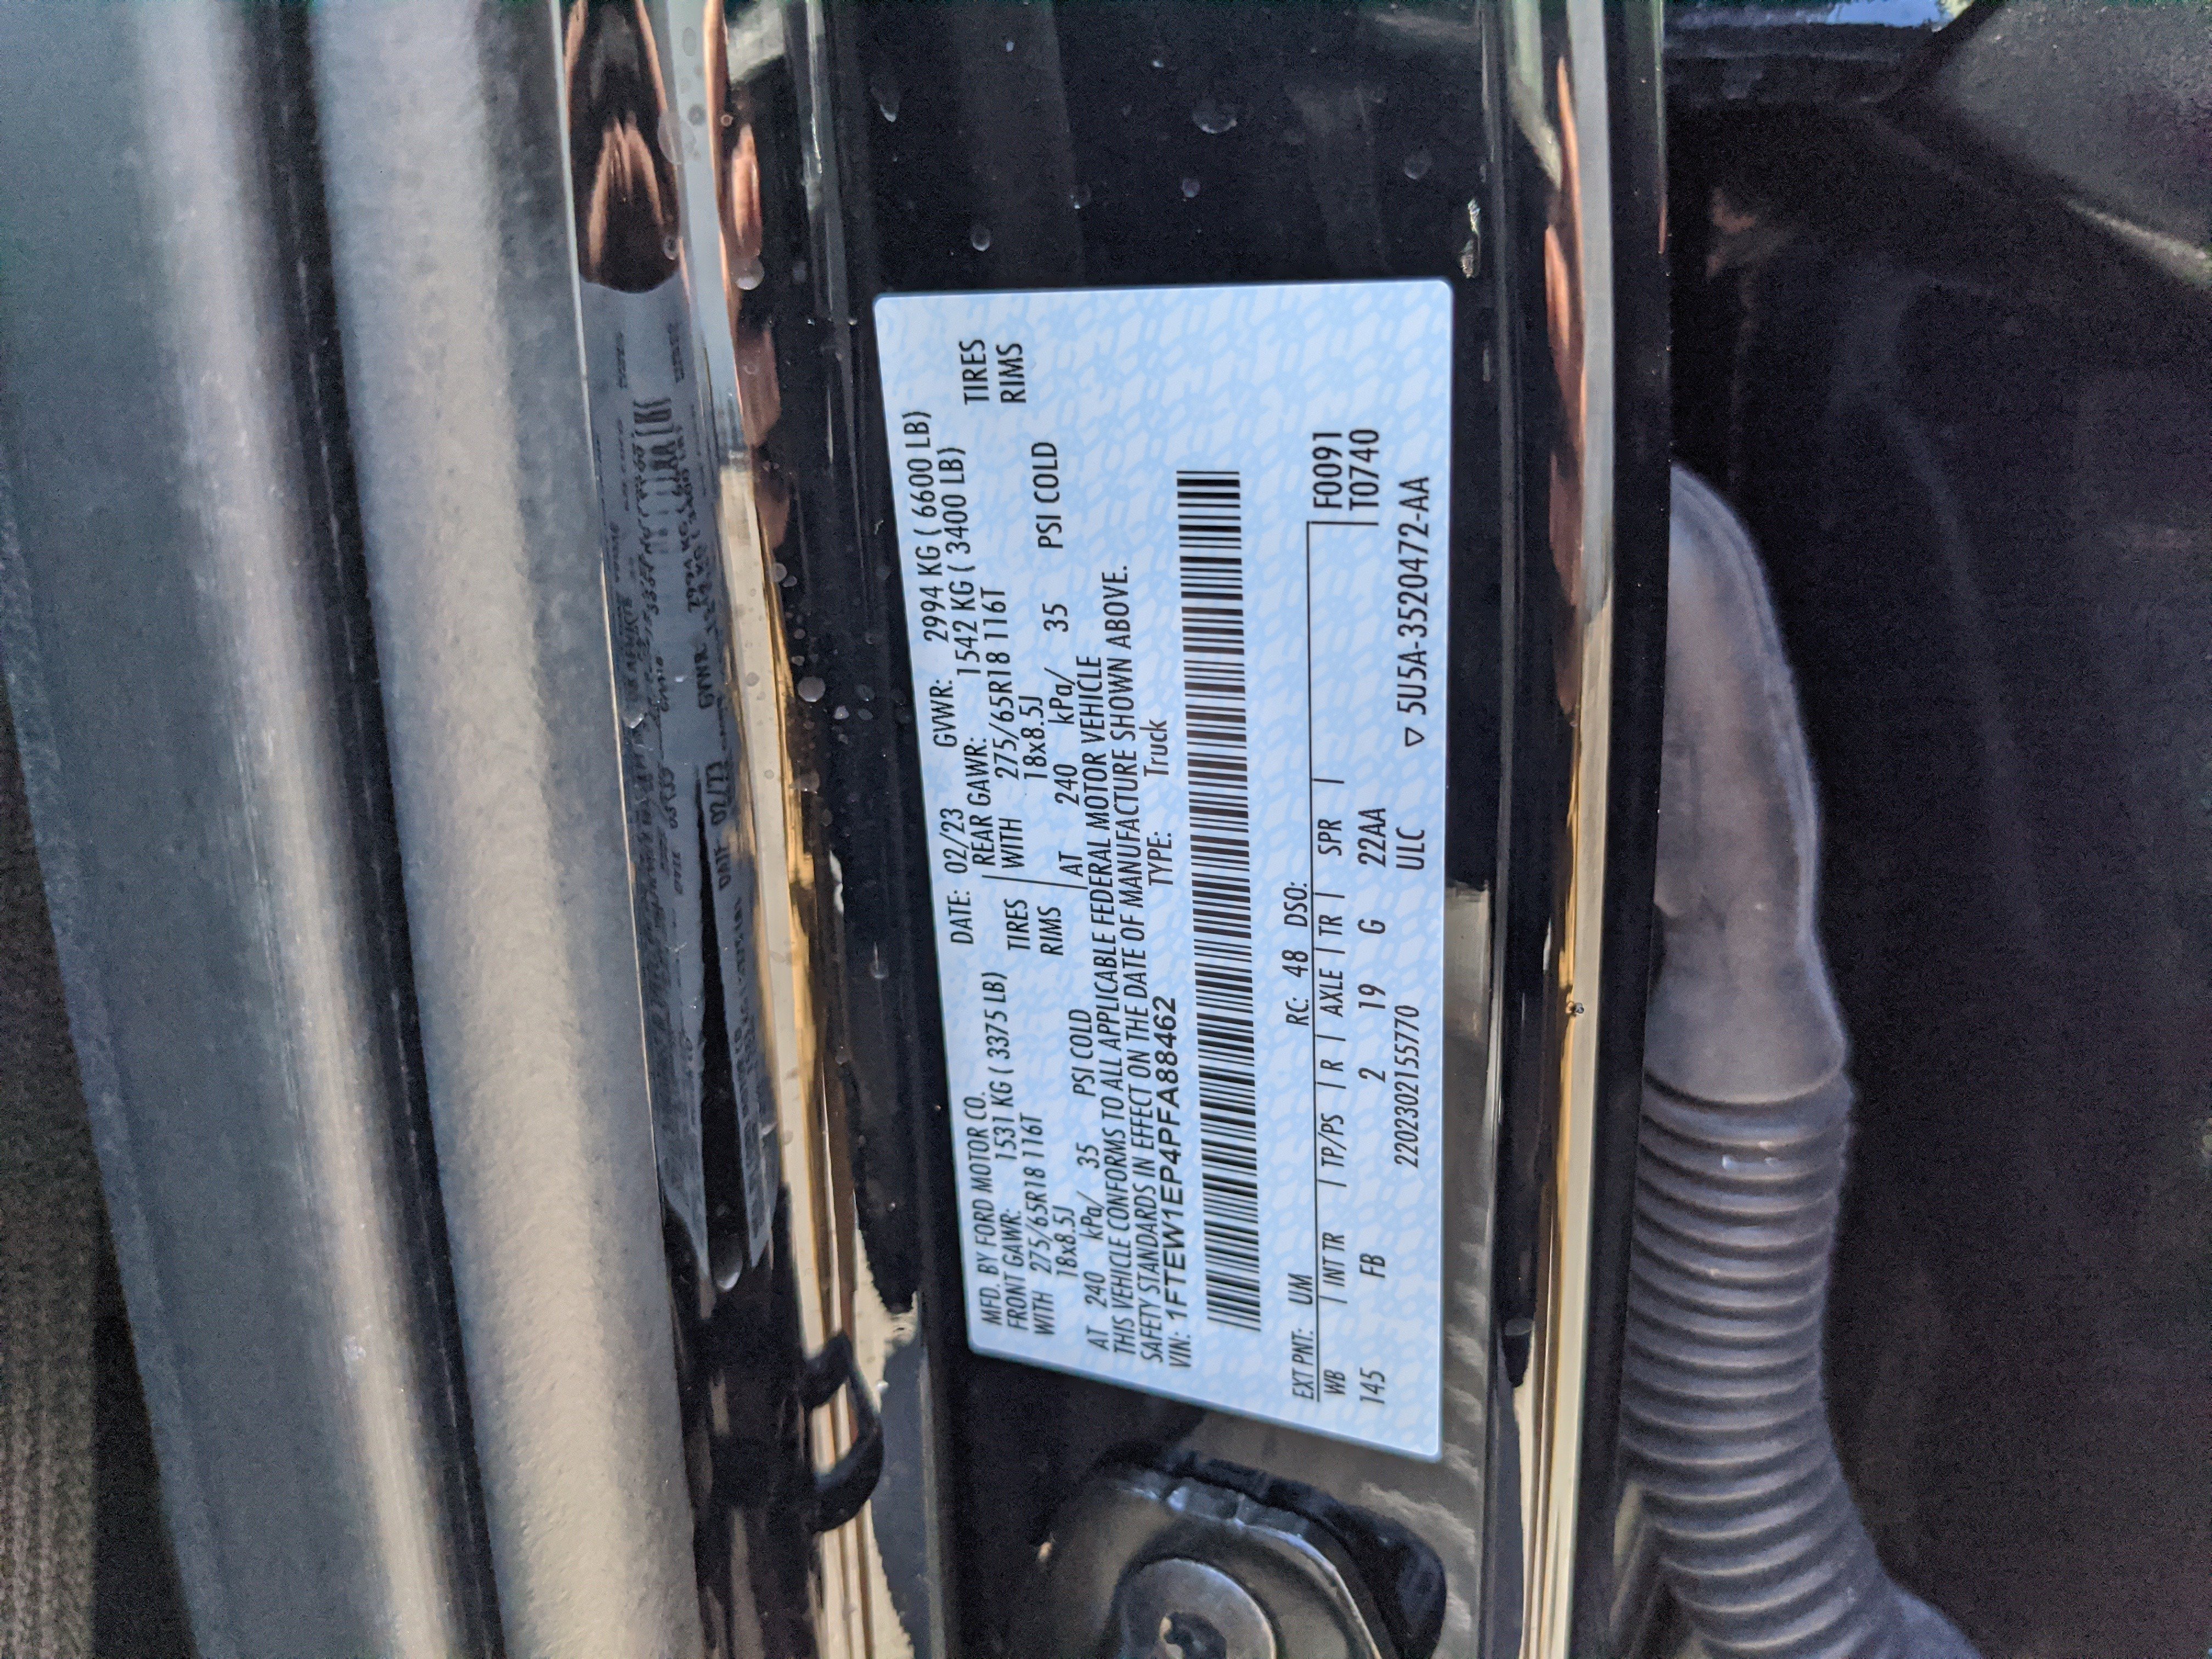 MFD. BY FORD MOTOR CO. DATE: 02/23 GVWR: 2994 KG ( 6600 LB)
FRONT GAWR: 1531 KG ( 3375 LB) REAR GAWR: 1542 KG ( 3400 LB)
WITH 275/65R18 116T TIRES WITH 275/65R18 116T TIRES
18x8.5J RIMS 18x8.5J RIMS
AT 240 kPa/ 35 PSI COLD AT 240 kPa/ 35 PSI COLD
THIS VEHICLE CONFORMS TO ALL APPLICABLE FEDERAL MOTOR VEHICLE
SAFETY STANDARDS IN EFFECT ON THE DATE OF MANUFACTURE SHOWN ABOVE.
VIN: 1FTEW1EP4PFA88462 TYPE: Truck
EXT PNT: UM RC: 48 DSO:
WB | INT TR | TP/PS | R | AXLE | TR | SPR | F0091
145 FB 2 19 G 22AA T0740
2202302155770 ULC ▽ 5U5A-3520472-AA